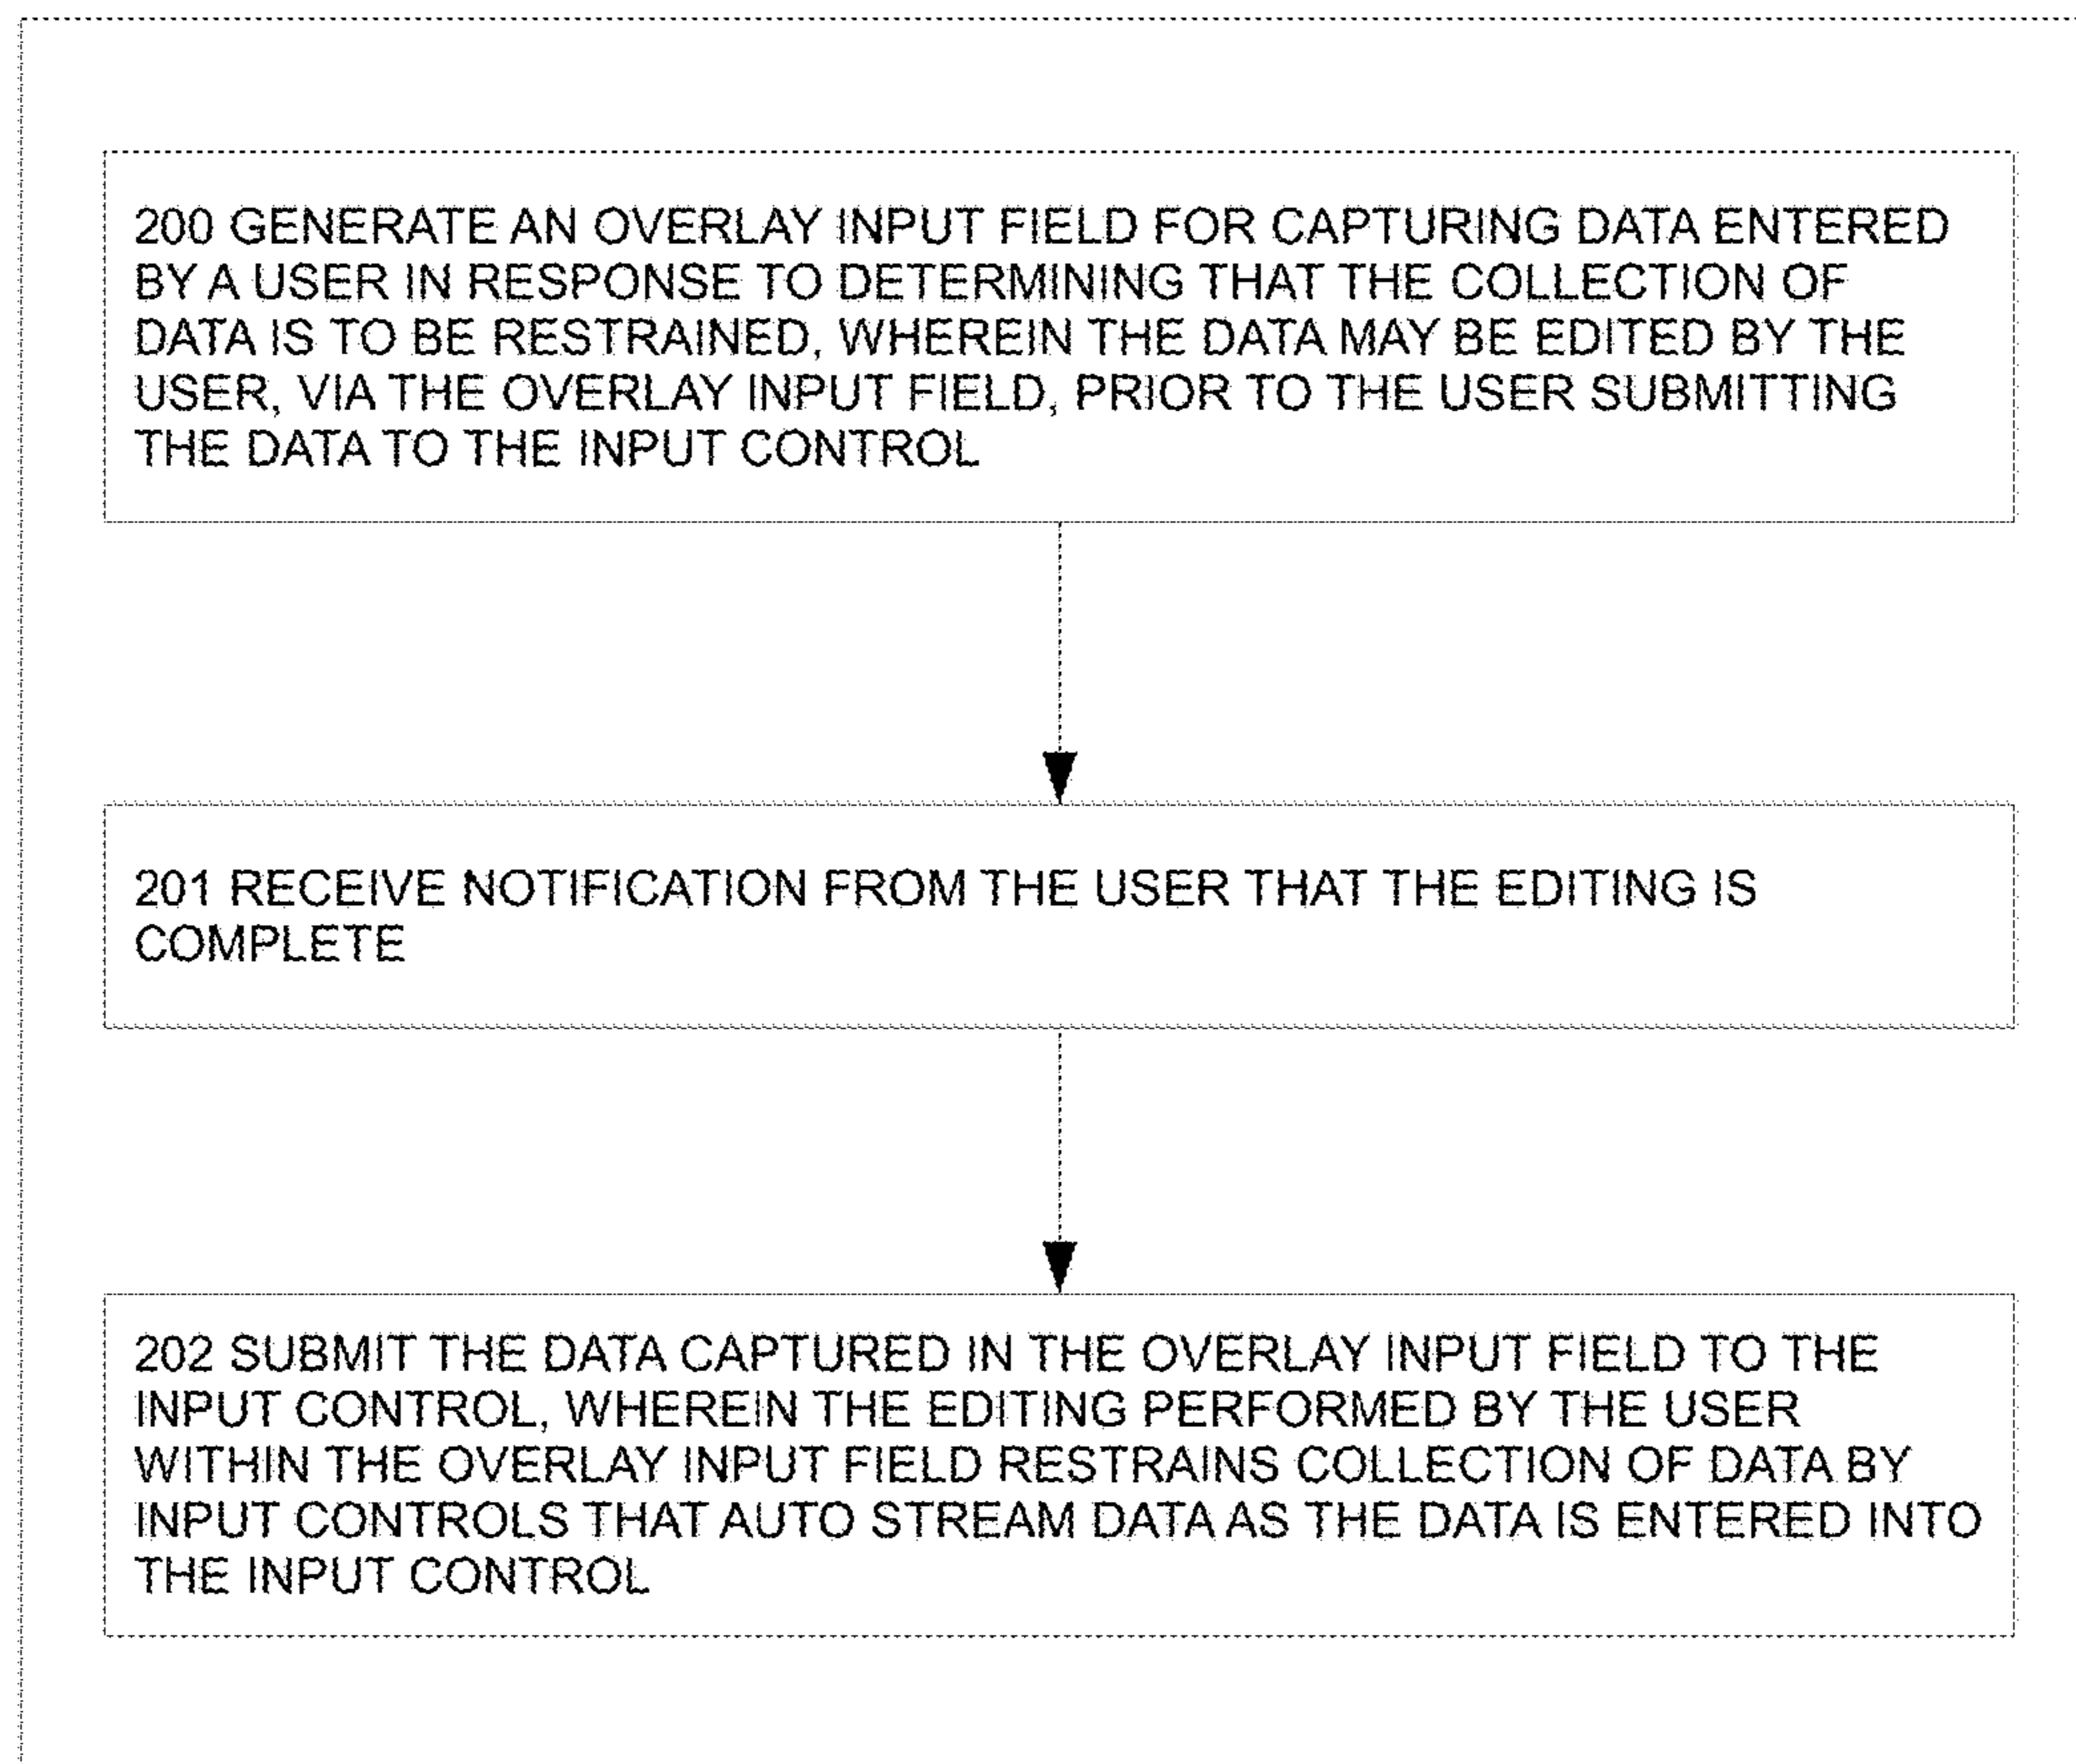 200 GENERATE AN OVERLAY INPUT FIELD FOR CAPTURING DATA ENTERED
BY A USER IN RESPONSE TO DETERMINING THAT THE COLLECTION OF
DATA IS TO BE RESTRAINED, WHEREIN THE DATA MAY BE EDITED BY THE
USER, VIA THE OVERLAY INPUT FIELD, PRIOR TO THE USER SUBMITTING
THE DATA TO THE INPUT CONTROL
201 RECEIVE NOTIFICATION FROM THE USER THAT THE EDITING IS
COMPLETE
202 SUBMIT THE DATA CAPTURED IN THE OVERLAY INPUT FIELD TO THE
INPUT CONTROL, WHEREIN THE EDITING PERFORMED BY THE USER
WITHIN THE OVERLAY INPUT FIELD RESTRAINS COLLECTION OF DATA BY
INPUT CONTROLS THAT AUTO STREAM DATA AS THE DATA IS ENTERED INTO
THE INPUT CONTROL